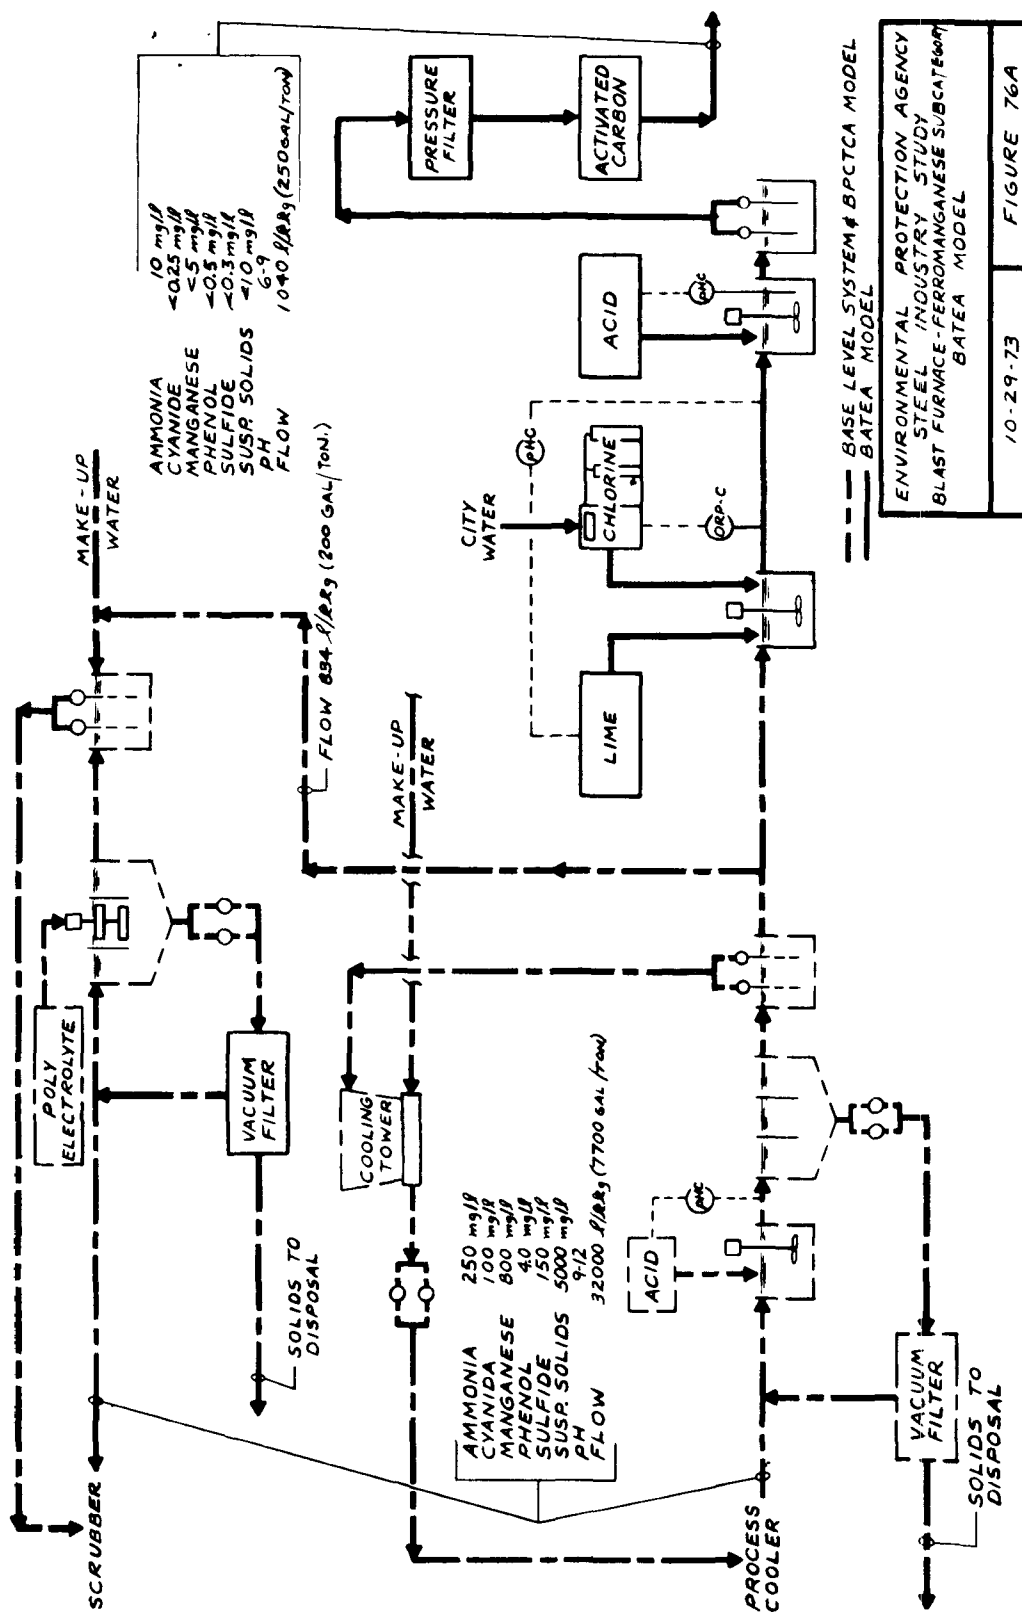 SCRUBBER
POLY
ELECTROLYTE
MAKE-UP
WATER
VACUUM
FILTER
SOLIDS TO
DISPOSAL
AMMONIA 10 mg/l
CYANIDE <0.25 mg/l
MANGANESE <5 mg/l
PHENOL <0.5 mg/l
SULFIDE <0.3 mg/l
SUSP. SOLIDS <10 mg/l
PH 6-9
FLOW 1040 l/kkg (250 GAL/TON)
FLOW 834 l/kkg (200 GAL/TON.)
COOLING
TOWER
MAKE-UP
WATER
PRESSURE
FILTER
ACTIVATED
CARBON
AMMONIA 250 mg/l
CYANIDA 100 mg/l
MANGANESE 800 mg/l
PHENOL 4.0 mg/l
SULFIDE 150 mg/l
SUSP. SOLIDS 5000 mg/l
PH 9-12
FLOW 32000 l/kkg (7700 GAL/TON)
CITY
WATER
CHLORINE
LIME
ACID
pHC
ORP-C
pHC
ACID
pHC
PROCESS
COOLER
VACUUM
FILTER
SOLIDS TO
DISPOSAL
BASE LEVEL SYSTEM & BPCTCA MODEL
BATEA MODEL
ENVIRONMENTAL PROTECTION AGENCY
STEEL INDUSTRY STUDY
BLAST FURNACE-FERROMANGANESE SUBCATEGORY
BATEA MODEL
10-29-73
FIGURE 76A